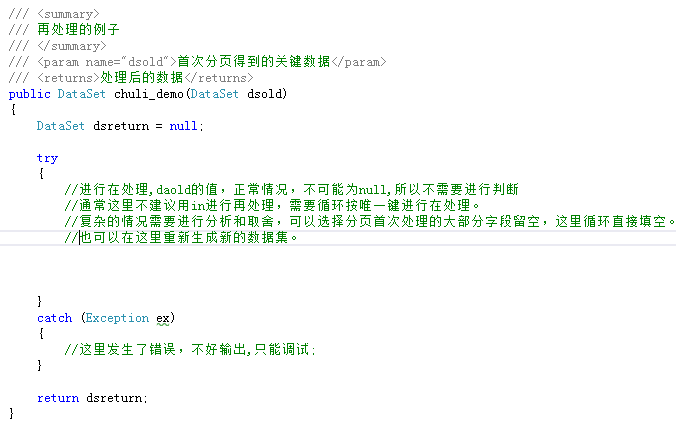 /// <summary>
/// 再处理的例子
/// </summary>
/// <param name="dsold">首次分页得到的关键数据</param>
/// <returns>处理后的数据</returns>
public DataSet chuli_demo(DataSet dsold)
{
DataSet dsreturn = null;
try
{
//进行在处理,daold的值，正常情况，不可能为null,所以不需要进行判断
//通常这里不建议用in进行再处理，需要循环按唯一键进行在处理。
//复杂的情况需要进行分析和取舍，可以选择分页首次处理的大部分字段留空，这里循环直接填空。
//也可以在这里重新生成新的数据集。
}
catch (Exception ex)
{
//这里发生了错误，不好输出,只能调试;
}
return dsreturn;
}